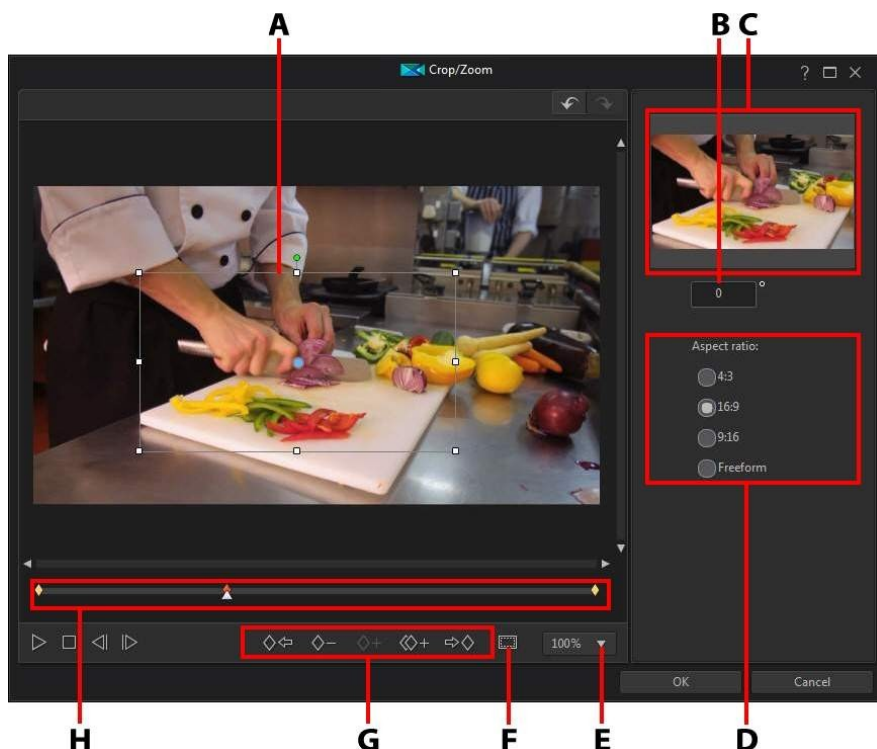 A
B C
Crop/Zoom
?
0 °
Aspect ratio:
4:3
16:9
9:16
Freeform
100%
OK Cancel
H G F E D